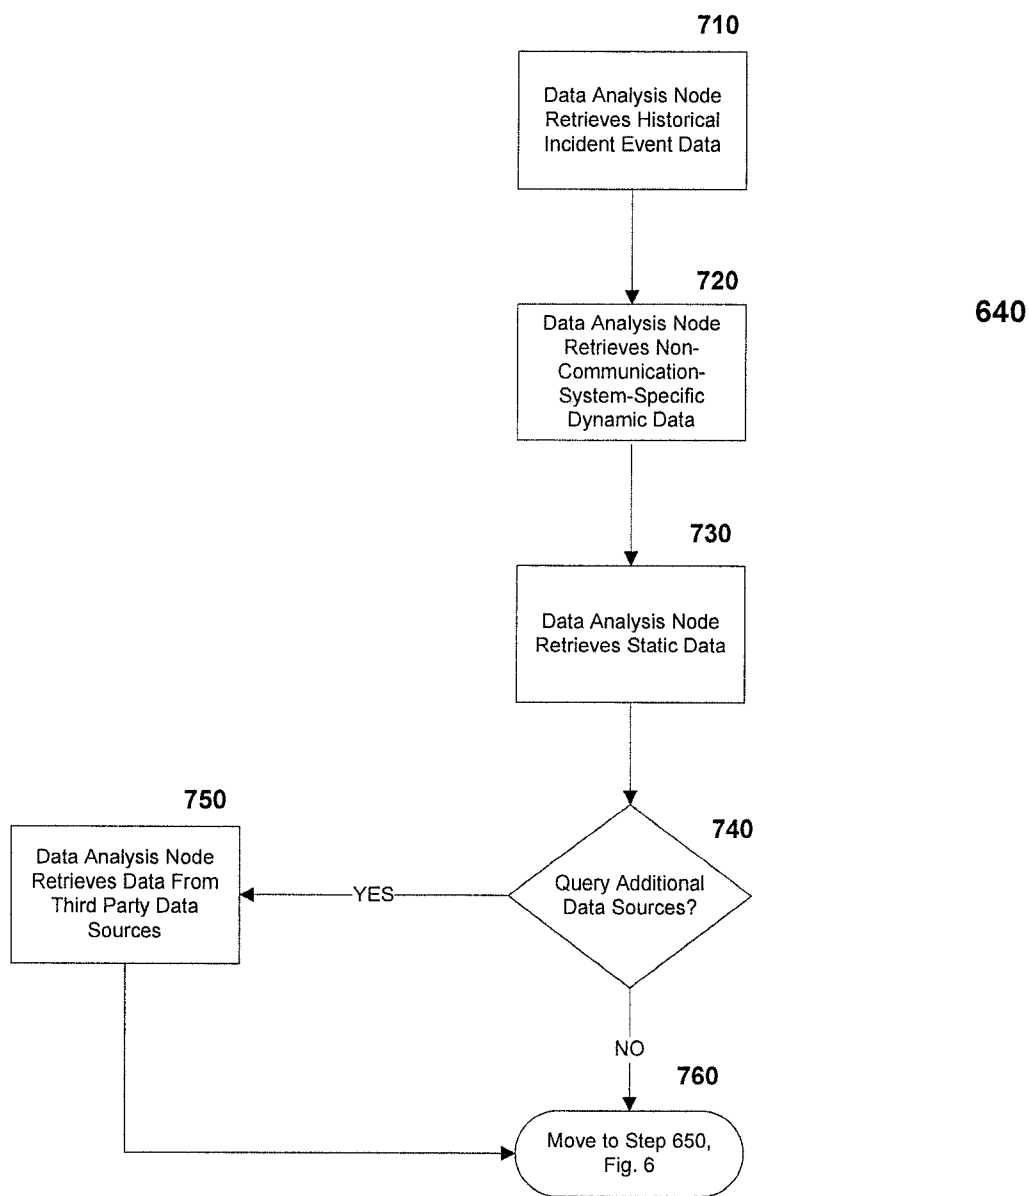 710
Data Analysis Node
Retrieves Historical
Incident Event Data
720
640
Data Analysis Node
Retrieves Non-
Communication-
System-Specific
Dynamic Data
730
Data Analysis Node
Retrieves Static Data
750
740
Data Analysis Node
Retrieves Data From
Third Party Data
Sources
YES
Query Additional
Data Sources?
NO
760
Move to Step 650,
Fig. 6